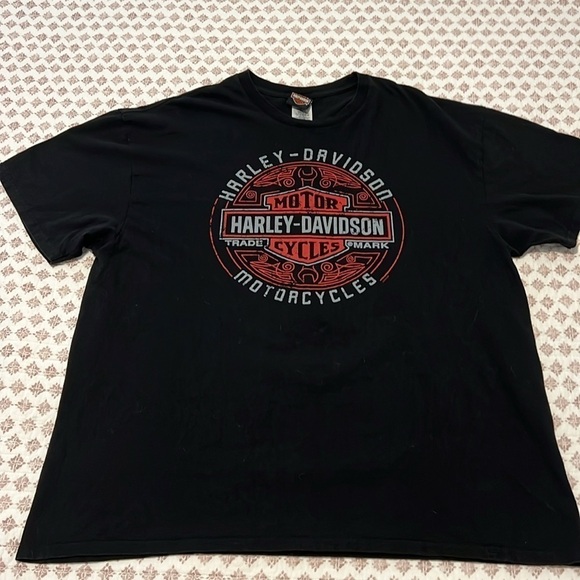 HARLEY-DAVIDSON
MOTOR
HARLEY-DAVIDSON
TRADE ®MARK
CYCLES
MOTORCYCLES